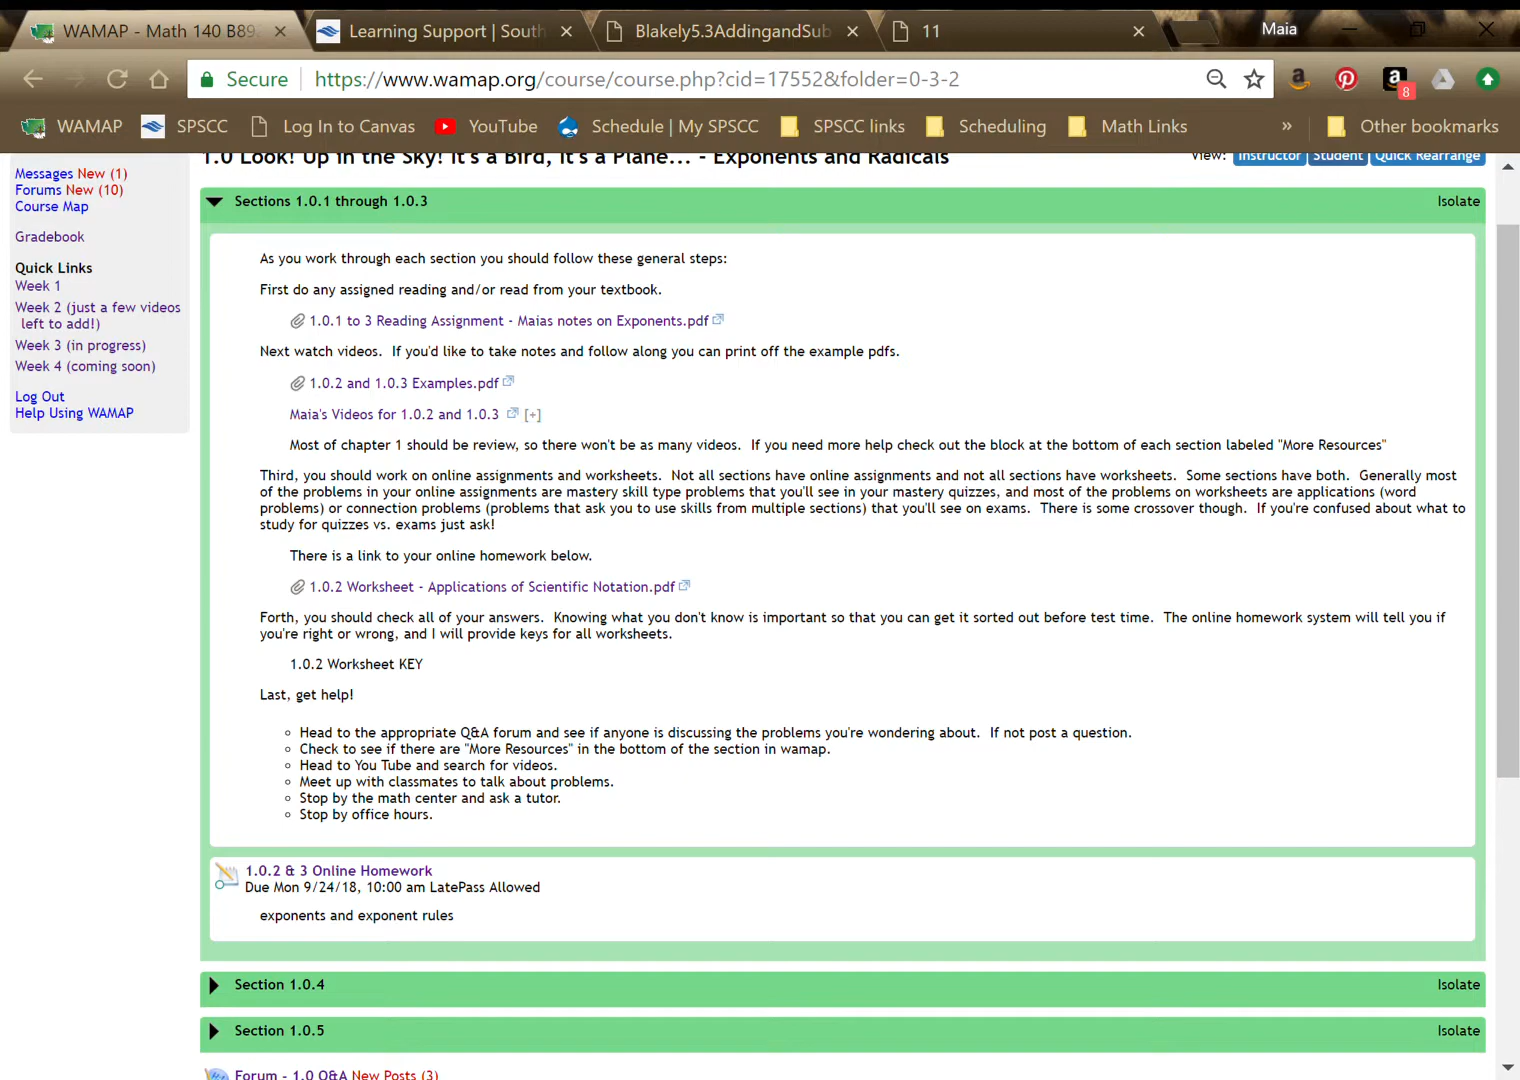 WAMAP - Math 140 B89
Learning Support | South
Blakely5.3AddingandSub
11
Maia
Secure
https://www.wamap.org/course/course.php?cid=17552&folder=0-3-2
8
WAMAP
SPSCC
Log In to Canvas
YouTube
Schedule | My SPSCC
SPSCC links
Scheduling
Math Links
»
Other bookmarks
1.0 Look! Up in the Sky! It's a Bird, It's a Plane... - Exponents and Radicals
View: Instructor Student Quick Rearrange
Messages New (1)
Forums New (10)
Course Map
Gradebook
Quick Links
Week 1
Week 2 (just a few videos
left to add!)
Week 3 (in progress)
Week 4 (coming soon)
Log Out
Help Using WAMAP
Sections 1.0.1 through 1.0.3
Isolate
As you work through each section you should follow these general steps:
First do any assigned reading and/or read from your textbook.
1.0.1 to 3 Reading Assignment - Maias notes on Exponents.pdf
Next watch videos.  If you'd like to take notes and follow along you can print off the example pdfs.
1.0.2 and 1.0.3 Examples.pdf
Maia's Videos for 1.0.2 and 1.0.3 [+]
Most of chapter 1 should be review, so there won't be as many videos.  If you need more help check out the block at the bottom of each section labeled "More Resources"
Third, you should work on online assignments and worksheets.  Not all sections have online assignments and not all sections have worksheets.  Some sections have both.  Generally most
of the problems in your online assignments are mastery skill type problems that you'll see in your mastery quizzes, and most of the problems on worksheets are applications (word
problems) or connection problems (problems that ask you to use skills from multiple sections) that you'll see on exams.  There is some crossover though.  If you're confused about what to
study for quizzes vs. exams just ask!
There is a link to your online homework below.
1.0.2 Worksheet - Applications of Scientific Notation.pdf
Forth, you should check all of your answers.  Knowing what you don't know is important so that you can get it sorted out before test time.  The online homework system will tell you if
you're right or wrong, and I will provide keys for all worksheets.
1.0.2 Worksheet KEY
Last, get help!
Head to the appropriate Q&A forum and see if anyone is discussing the problems you're wondering about.  If not post a question.
Check to see if there are "More Resources" in the bottom of the section in wamap.
Head to You Tube and search for videos.
Meet up with classmates to talk about problems.
Stop by the math center and ask a tutor.
Stop by office hours.
1.0.2 & 3 Online Homework
Due Mon 9/24/18, 10:00 am LatePass Allowed
exponents and exponent rules
Section 1.0.4
Isolate
Section 1.0.5
Isolate
Forum - 1.0 Q&A New Posts (3)